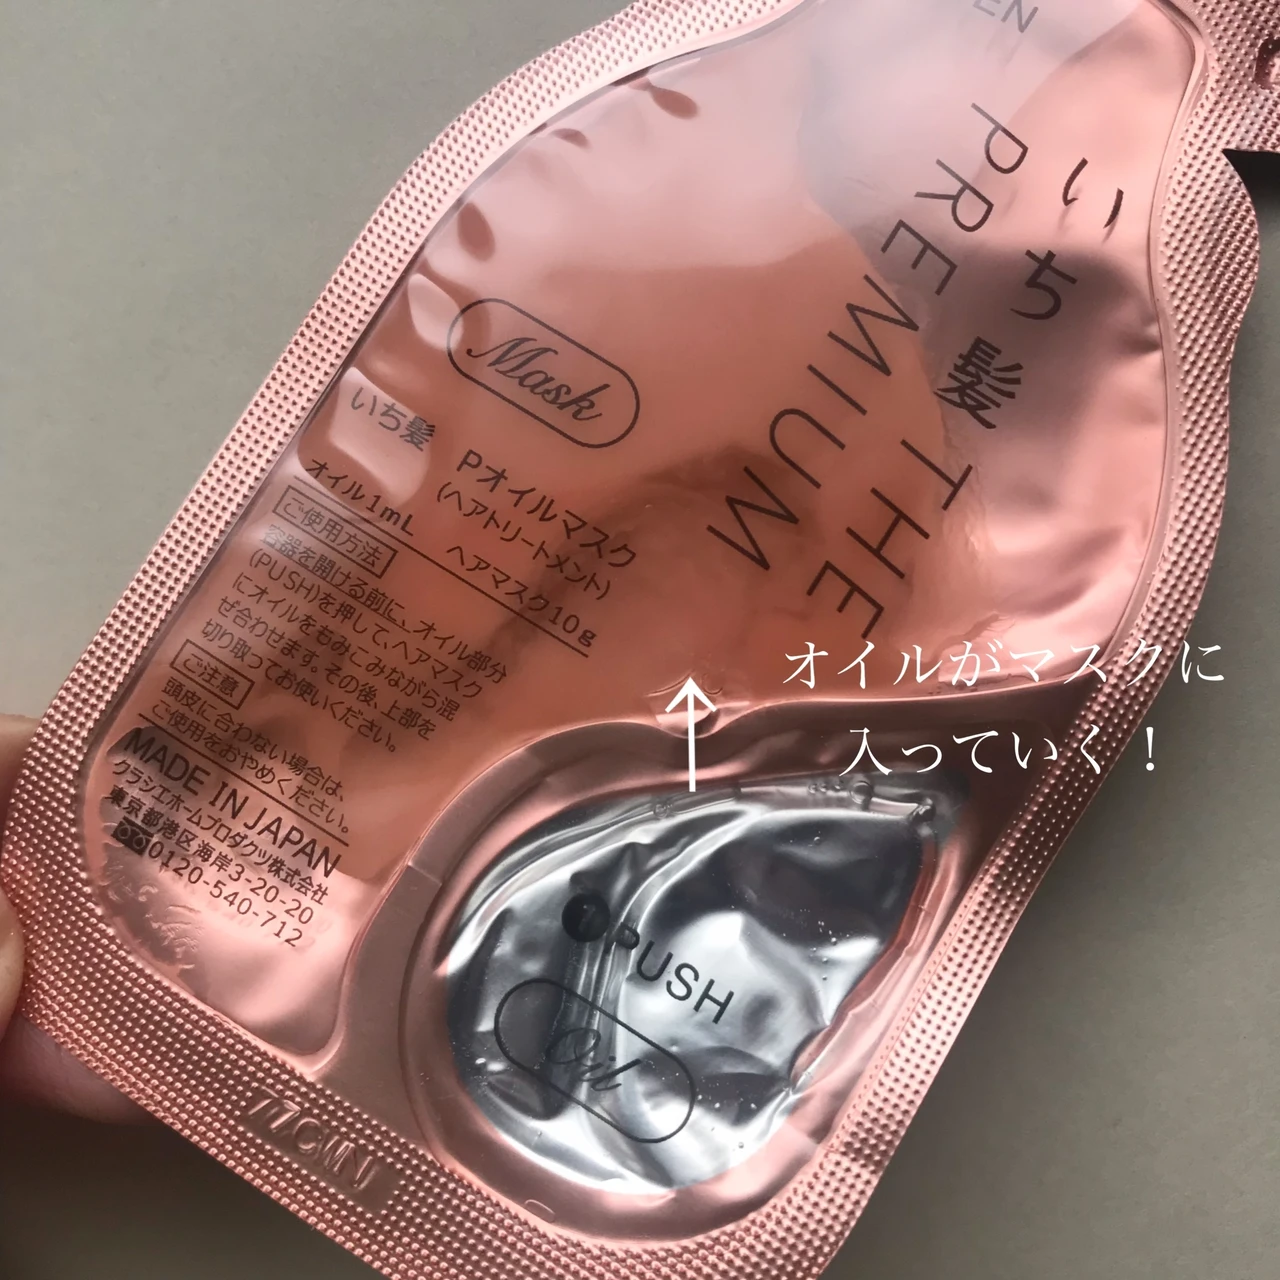 いち髪 THE
PREMIUM
Mask
いち髪 Pオイルマスク
(ヘアトリートメント)
オイル1mL ヘアマスク10g
ご使用方法
容器を開ける前に、オイル部分
(PUSH)を押して、ヘアマスク
にオイルをもみこみながら混
ぜ合わせます。その後、上部を
切り取ってお使いください。
ご注意
頭皮に合わない場合は、
ご使用をおやめください。
MADE IN JAPAN
クラシエホームプロダクツ株式会社
東京都港区海岸3-20-20
0120-540-712
オイルがマスクに
入っていく！
1 PUSH
Oil